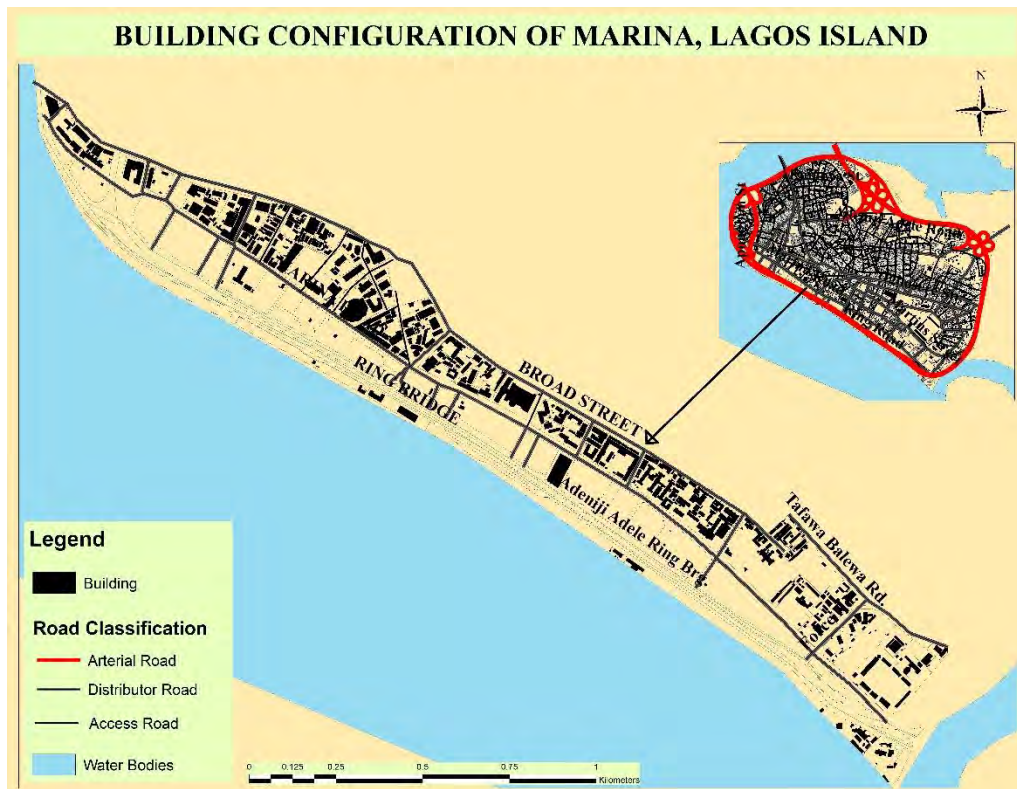 BUILDING CONFIGURATION OF MARINA, LAGOS ISLAND
N
BROAD STREET
RING BRIDGE
Adeniji Adele Ring Brg.
Tafawa Balewa Rd.
Legend
Building
Road Classification
Arterial Road
Distributor Road
Access Road
Water Bodies
0 0.125 0.25 0.5 0.75 1
Kilometers